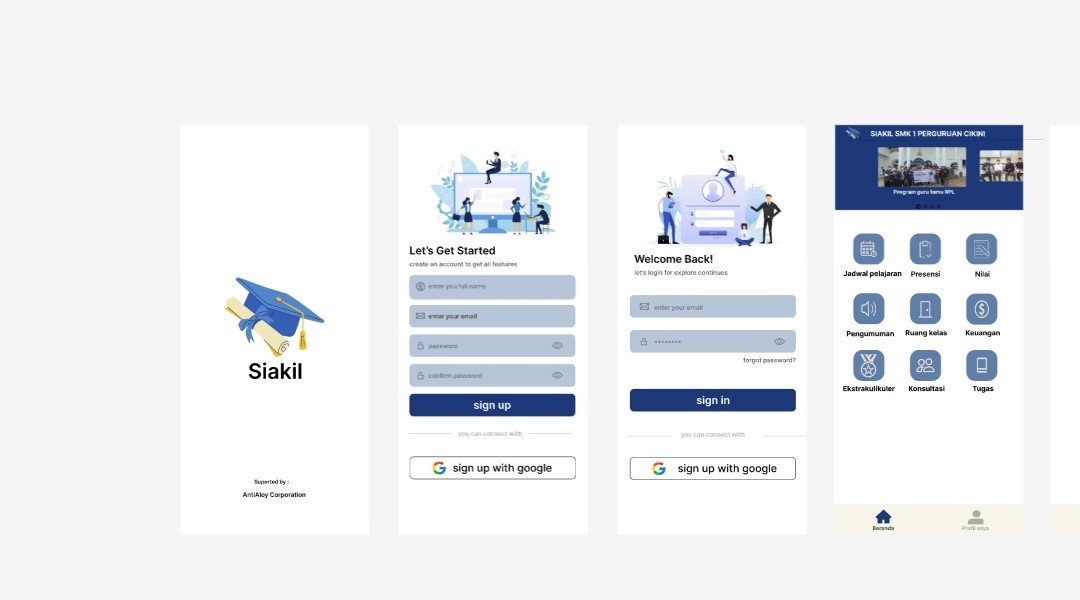 Siakil
Suported by :
AntiAloy Corporation
Let's Get Started
create an account to get all features
enter you full name
enter your email
password
confirm password
sign up
you can connect with
sign up with google
Welcome Back!
let's login for explore continues
enter your email
forgot password?
sign in
you can connect with
sign up with google
SIAKIL SMK 1 PERGURUAN CIKINI
Program guru tamu RPL
Jadwal pelajaran
Presensi
Nilai
Pengumuman
Ruang kelas
Keuangan
Ekstrakulikuler
Konsultasi
Tugas
Beranda
Profil saya